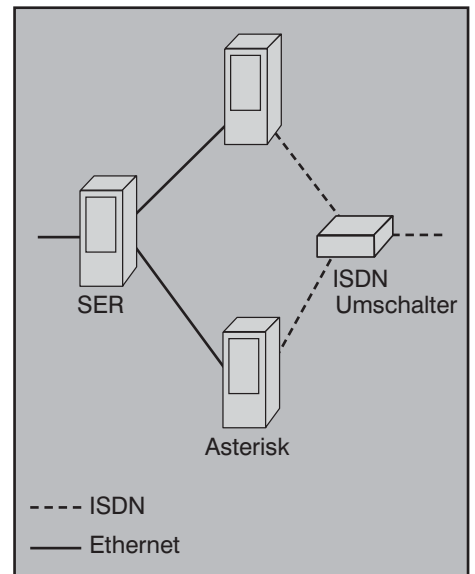 SER
ISDN
Umschalter
Asterisk
ISDN
Ethernet